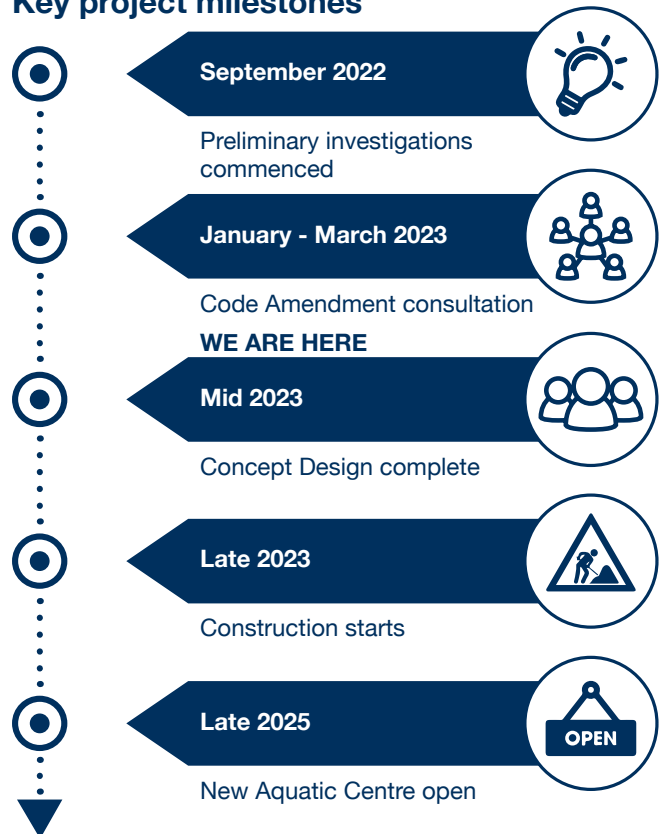 Key project milestones
September 2022
Preliminary investigations
commenced
January - March 2023
Code Amendment consultation
WE ARE HERE
Mid 2023
Concept Design complete
Late 2023
Construction starts
Late 2025
OPEN
New Aquatic Centre open